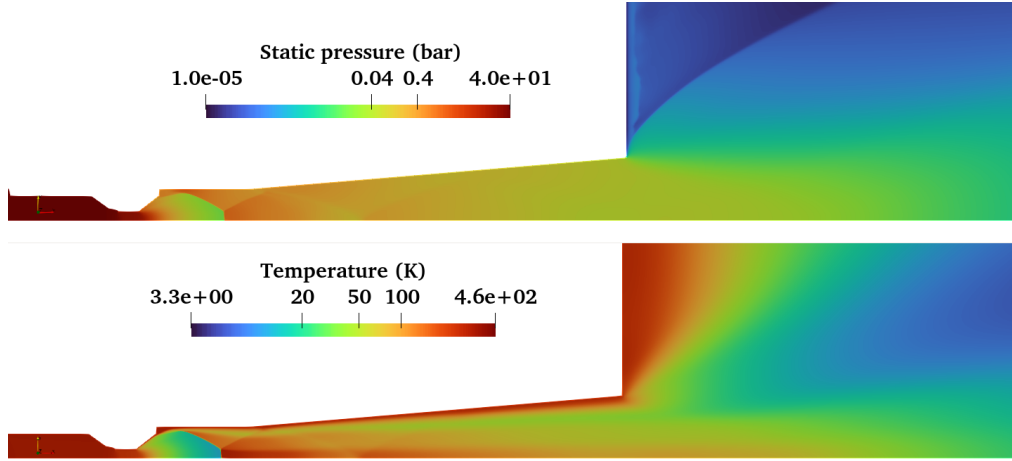 Static pressure (bar)
1.0e-05 0.04 0.4 4.0e+01
Temperature (K)
3.3e+00 20 50 100 4.6e+02